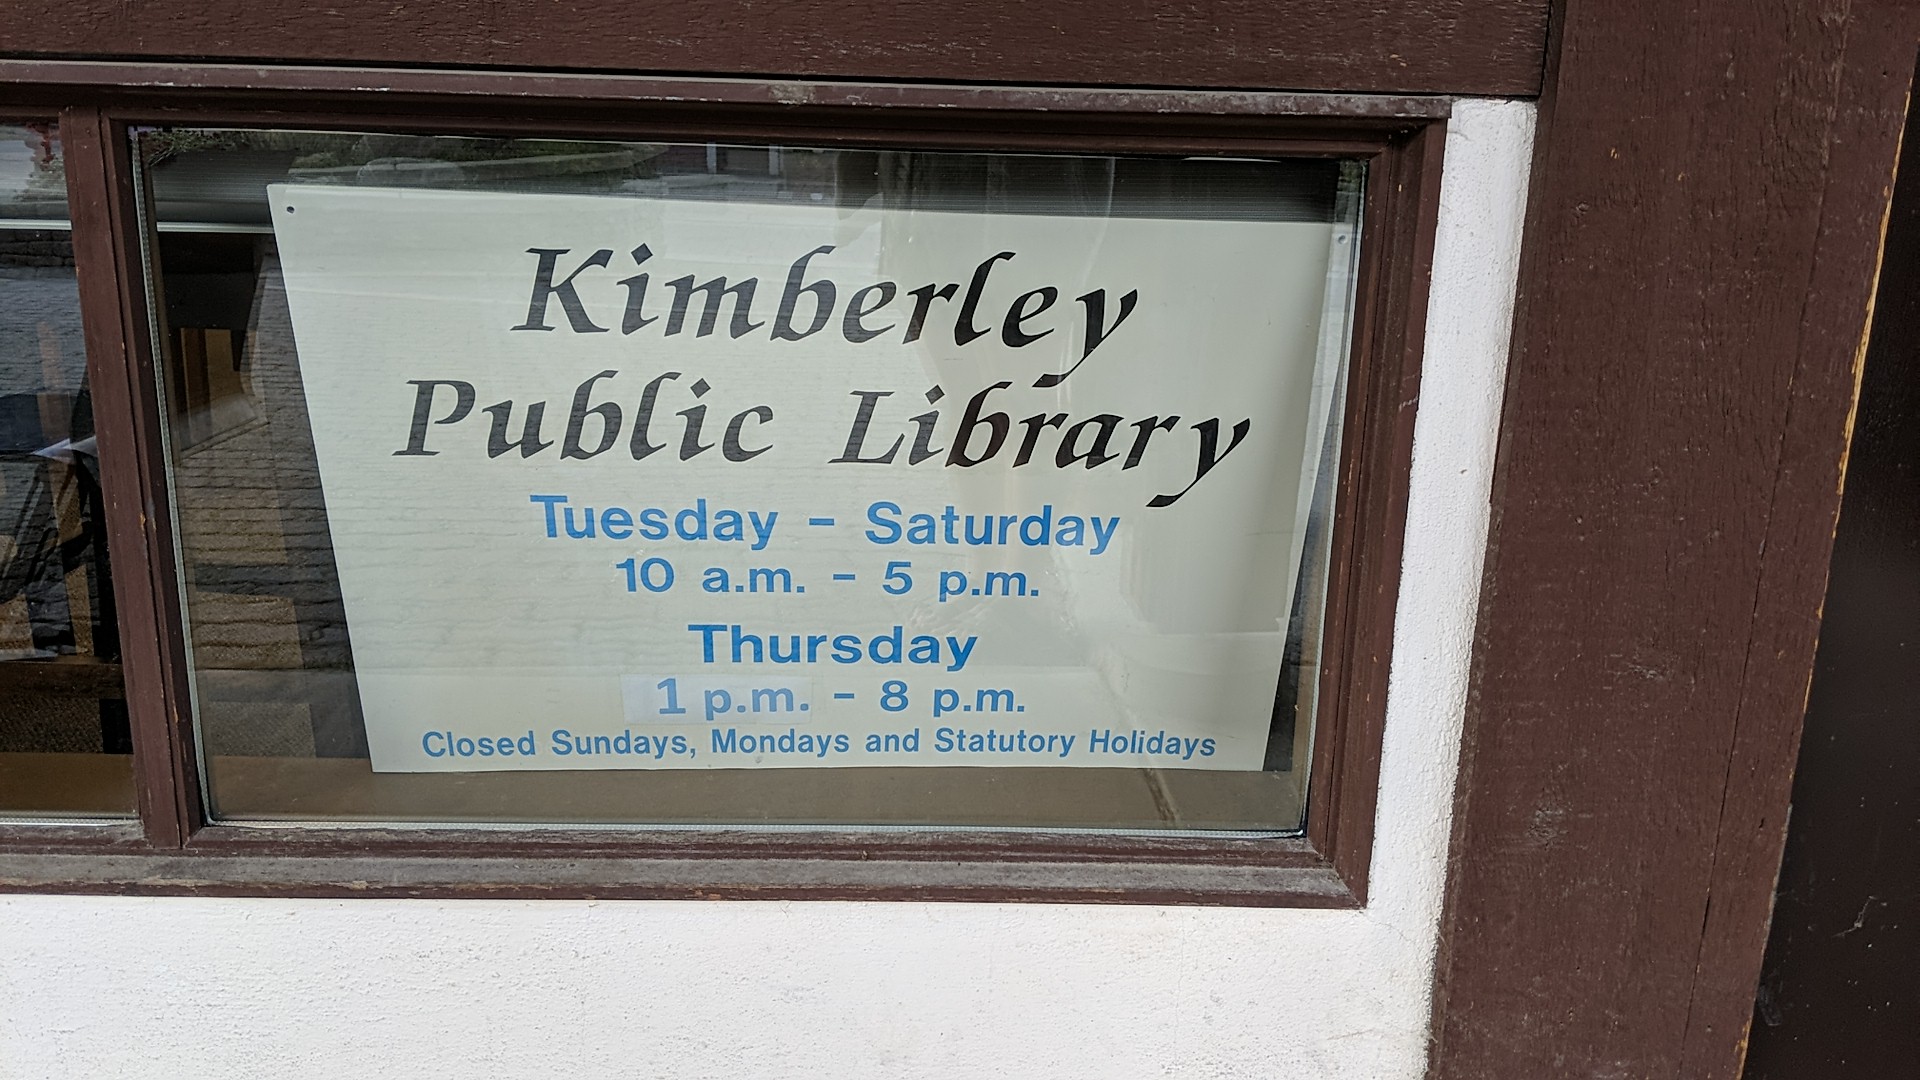 Kimberley
Public Library
Tuesday - Saturday
10 a.m. - 5 p.m.
Thursday
1 p.m. - 8 p.m.
Closed Sundays, Mondays and Statutory Holidays